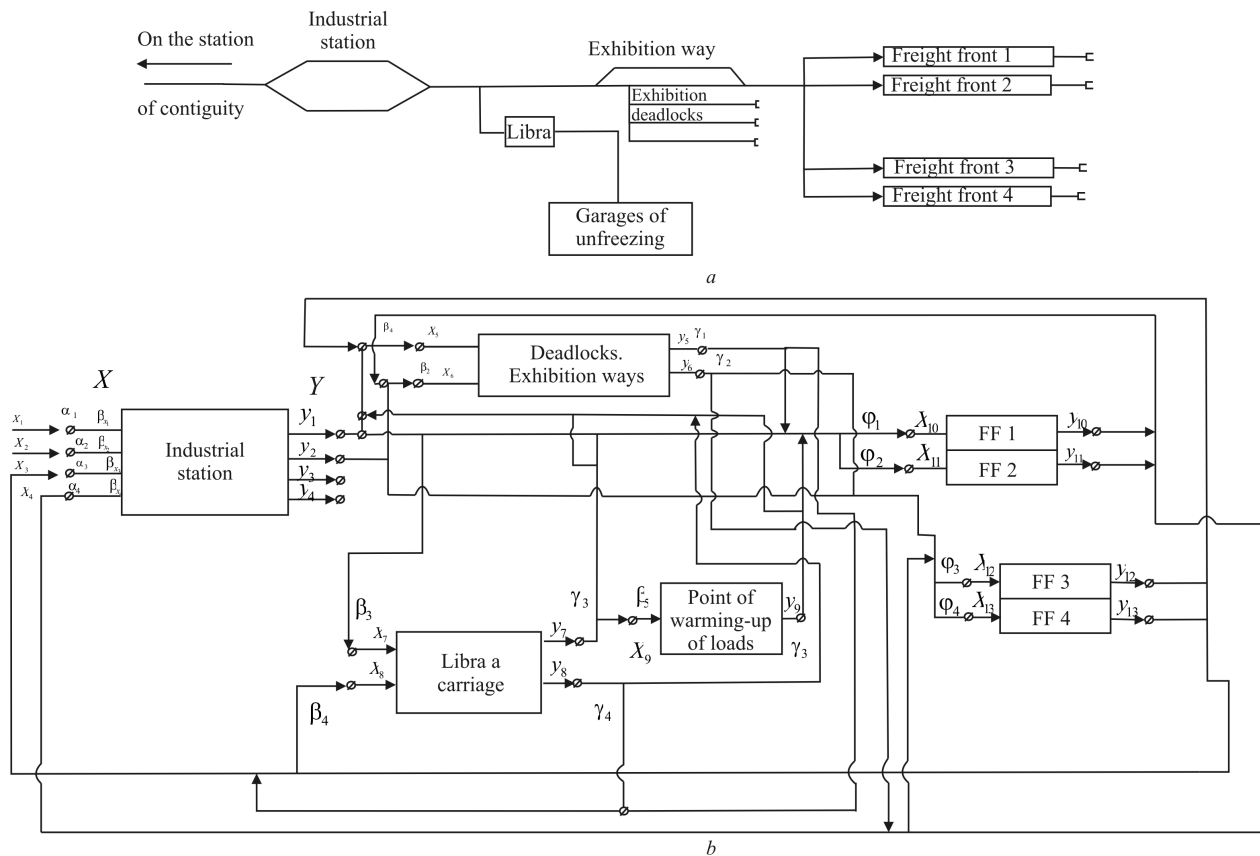 Industrial
station
On the station
of contiguity
Exhibition way
Exhibition
deadlocks
Libra
Garages of
unfreezing
Freight front 1
Freight front 2
Freight front 3
Freight front 4
a
X
Y
X1 α1 βx1
X2 α2 βx2
X3 α3 βx3
X4 α4 βx
Industrial
station
y1
y2
y3
y4
β4 X5
β2 X6
Deadlocks.
Exhibition ways
y5 γ1
y6 γ2
φ1 X10
φ2 X11
FF 1
FF 2
y10
y11
φ3 X12
φ4 X13
FF 3
FF 4
y12
y13
β3 X7
X8
β4
Libra a
carriage
y7 γ3
y8
γ4
β5
X9
Point of
warming-up
of loads
y9
γ3
b